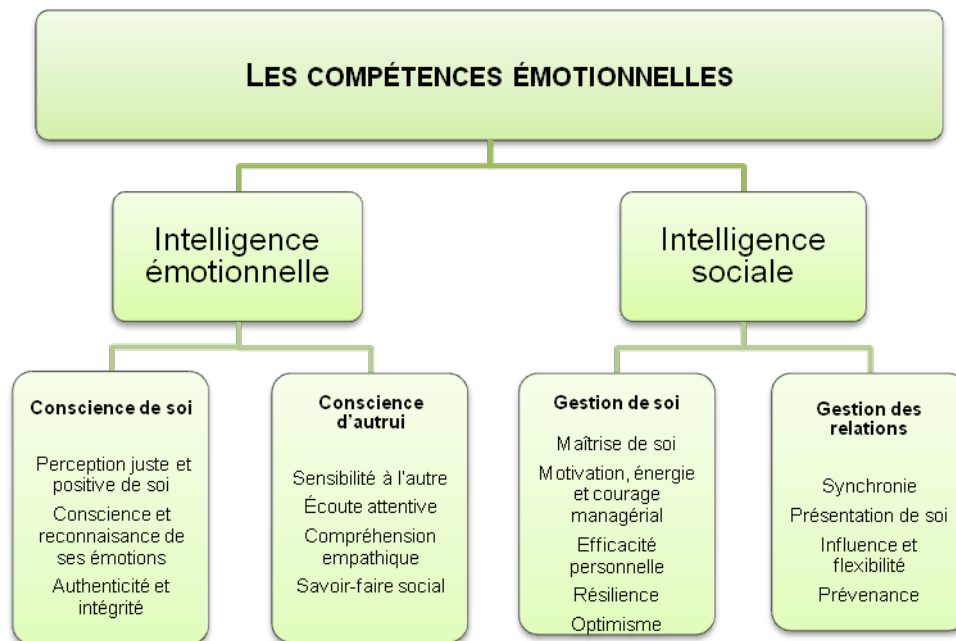 LES COMPÉTENCES ÉMOTIONNELLES
Intelligence
émotionnelle
Intelligence
sociale
Conscience de soi
Perception juste et
positive de soi
Conscience et
reconnaisance de
ses émotions
Authenticité et
intégrité
Conscience
d'autrui
Sensibilité à l'autre
Écoute attentive
Compréhension
empathique
Savoir-faire social
Gestion de soi
Maîtrise de soi
Motivation, énergie
et courage
managérial
Efficacité
personnelle
Résilience
Optimisme
Gestion des
relations
Synchronie
Présentation de soi
Influence et
flexibilité
Prévenance